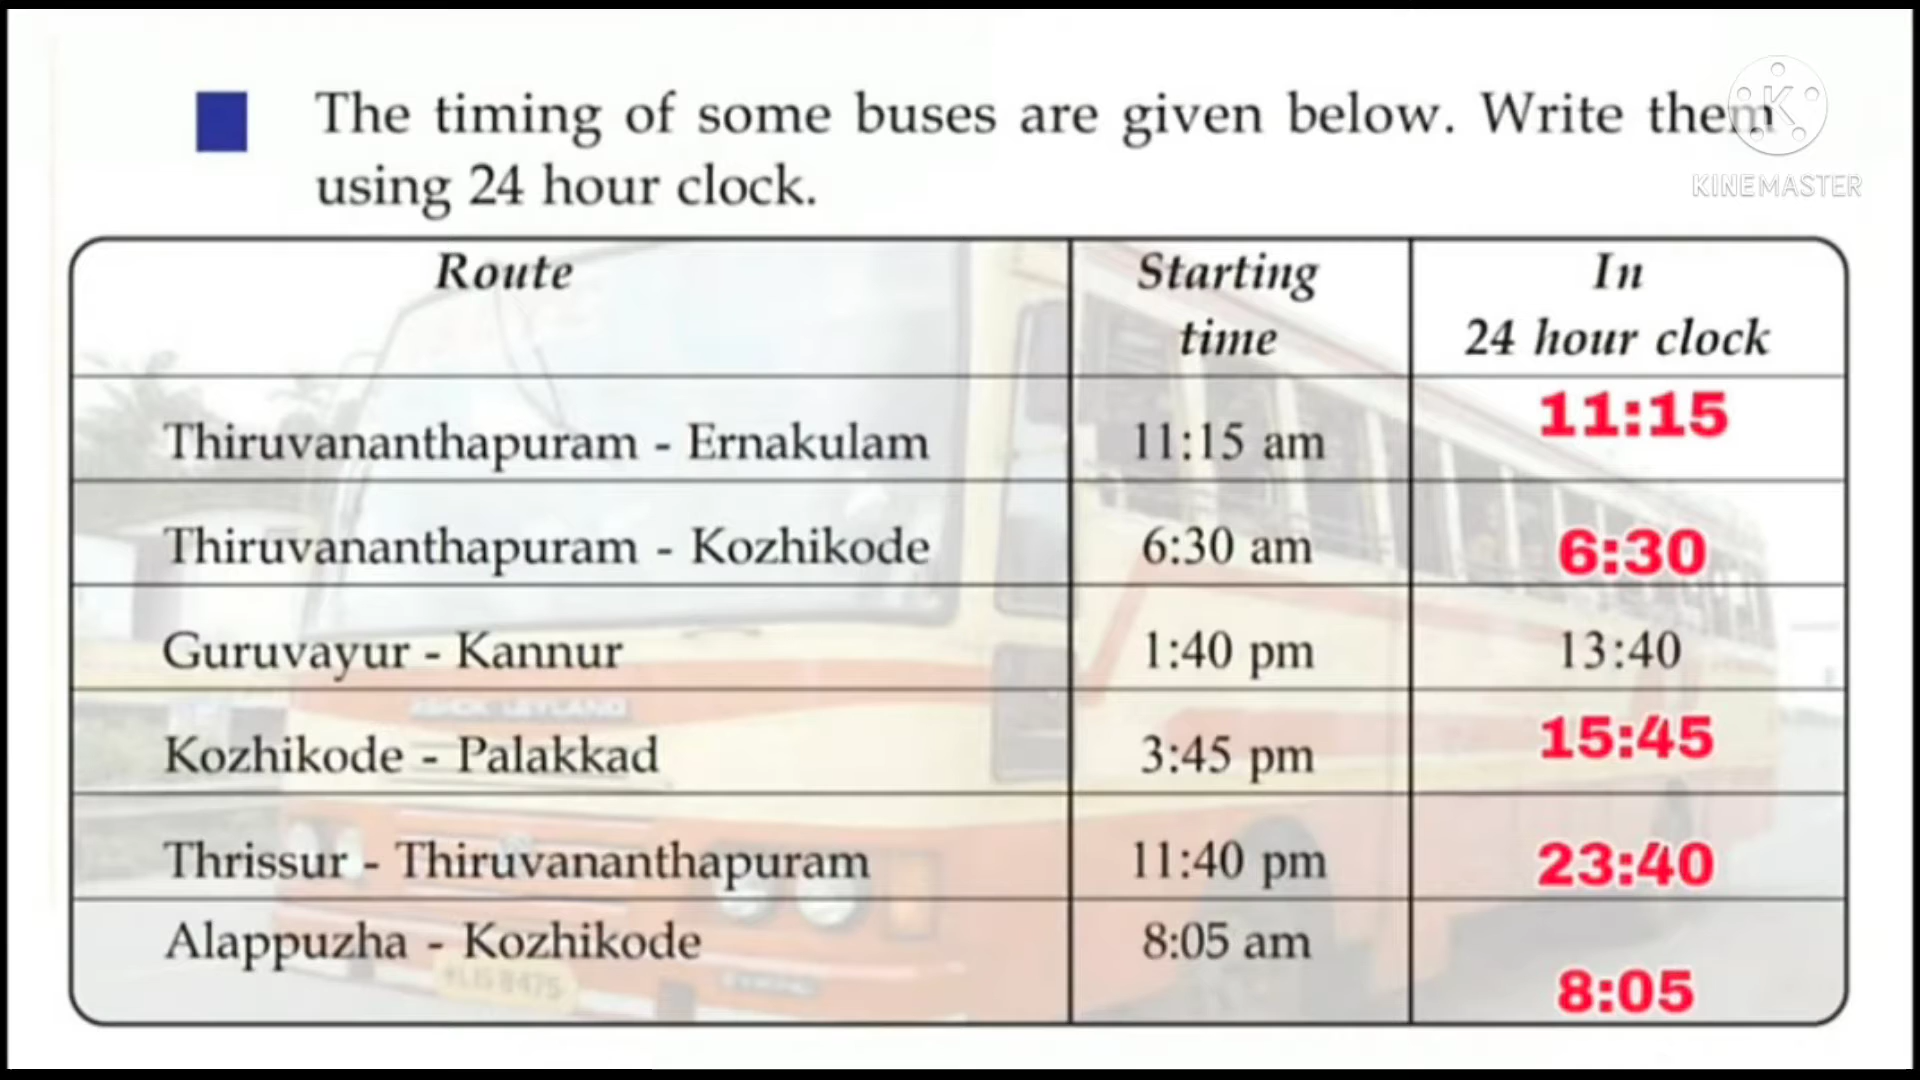 The timing of some buses are given below. Write them
using 24 hour clock.
KINEMASTER
Route Starting time In 24 hour clock
Thiruvananthapuram - Ernakulam 11:15 am 11:15
Thiruvananthapuram - Kozhikode 6:30 am 6:30
Guruvayur - Kannur 1:40 pm 13:40
ASHOK LEYLAND
Kozhikode - Palakkad 3:45 pm 15:45
Thrissur - Thiruvananthapuram 11:40 pm 23:40
Alappuzha - Kozhikode 8:05 am 8:05